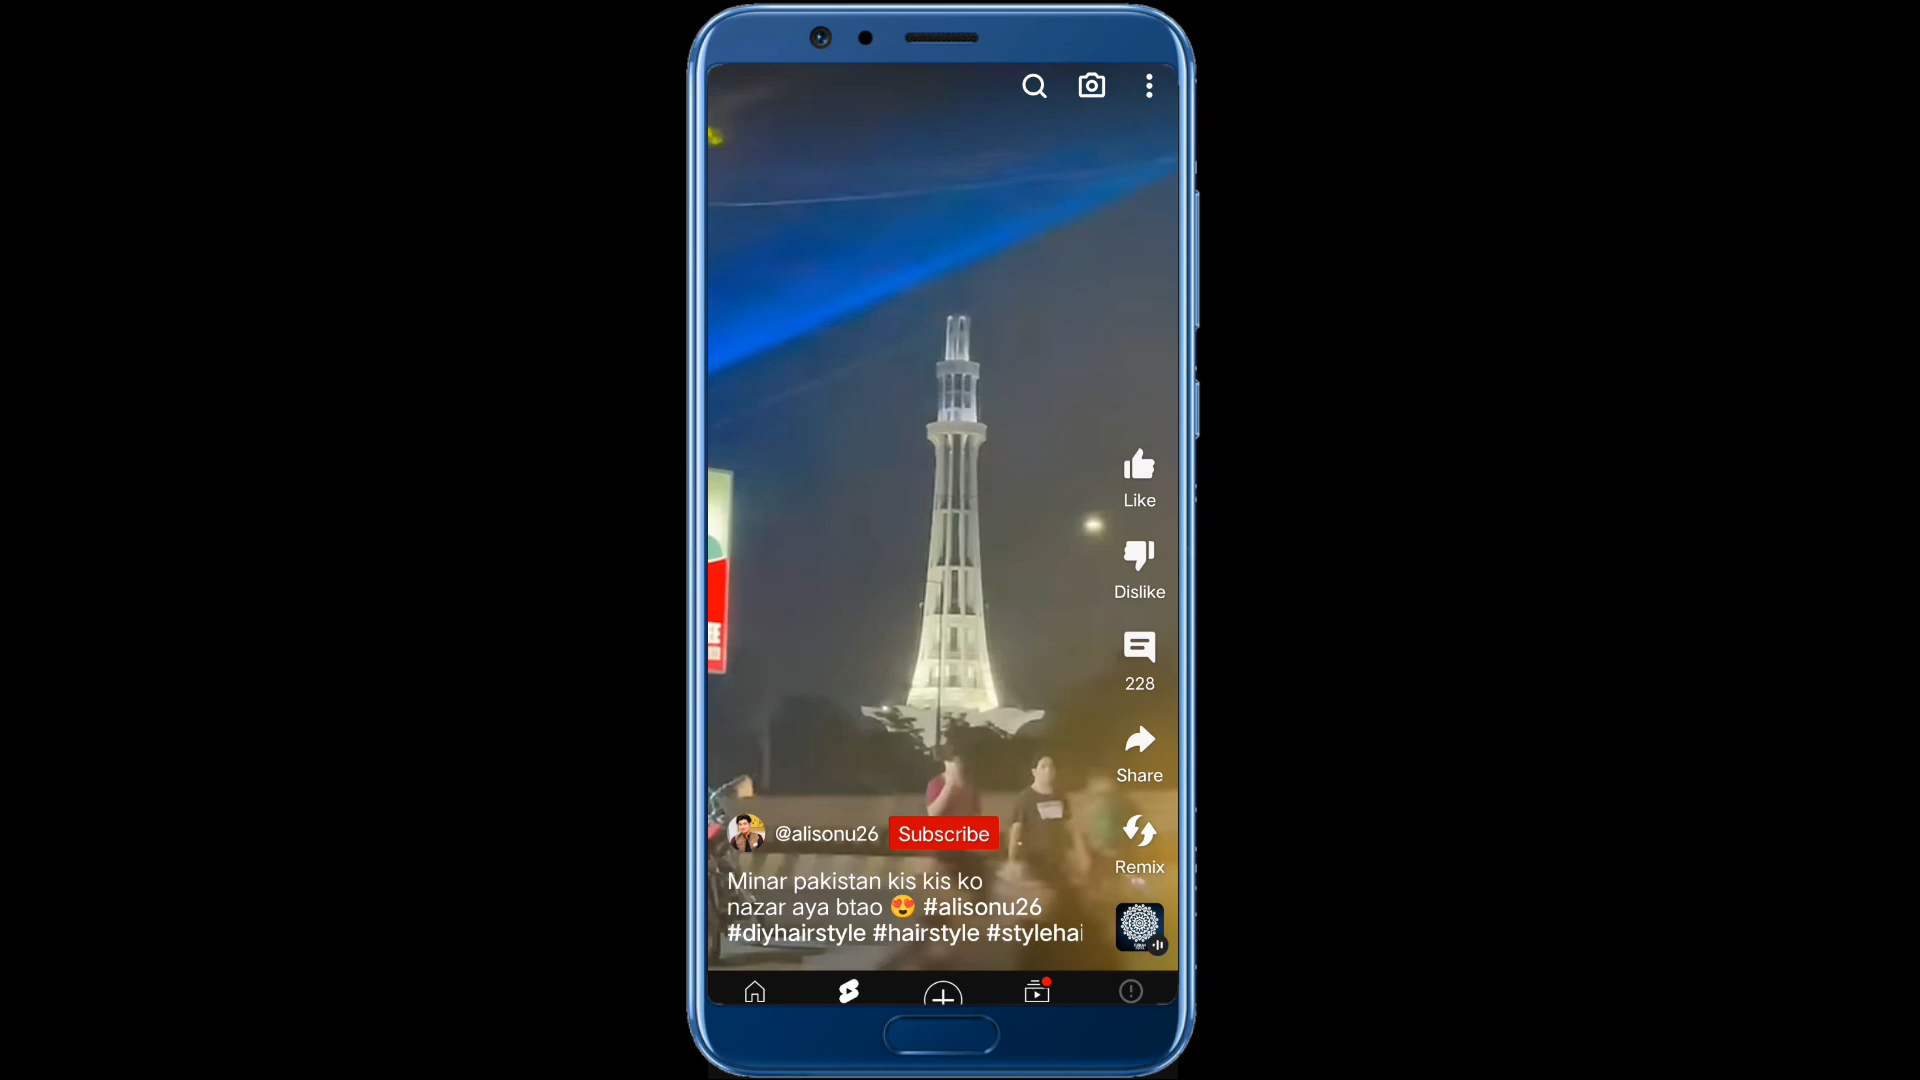 Like
Dislike
228
Share
@alisonu26 Subscribe
Remix
Minar pakistan kis kis ko
nazar aya btao 😍 #alisonu26
#diyhairstyle #hairstyle #stylehai